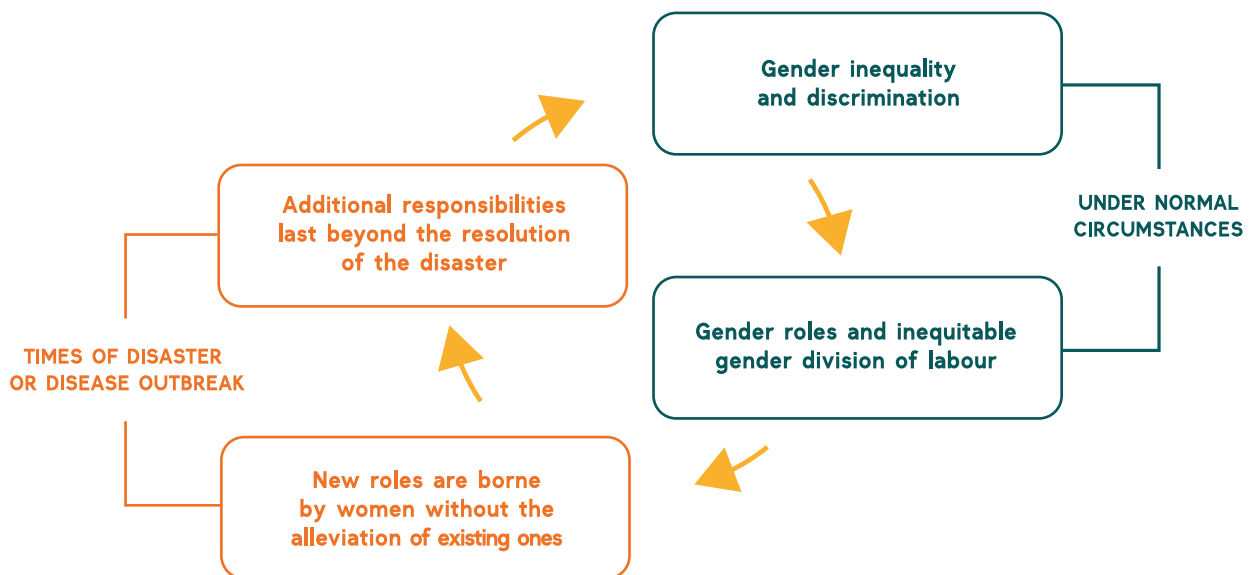 Gender inequality
and discrimination
Additional responsibilities
last beyond the resolution
of the disaster
UNDER NORMAL
CIRCUMSTANCES
Gender roles and inequitable
gender division of labour
TIMES OF DISASTER
OR DISEASE OUTBREAK
New roles are borne
by women without the
alleviation of existing ones